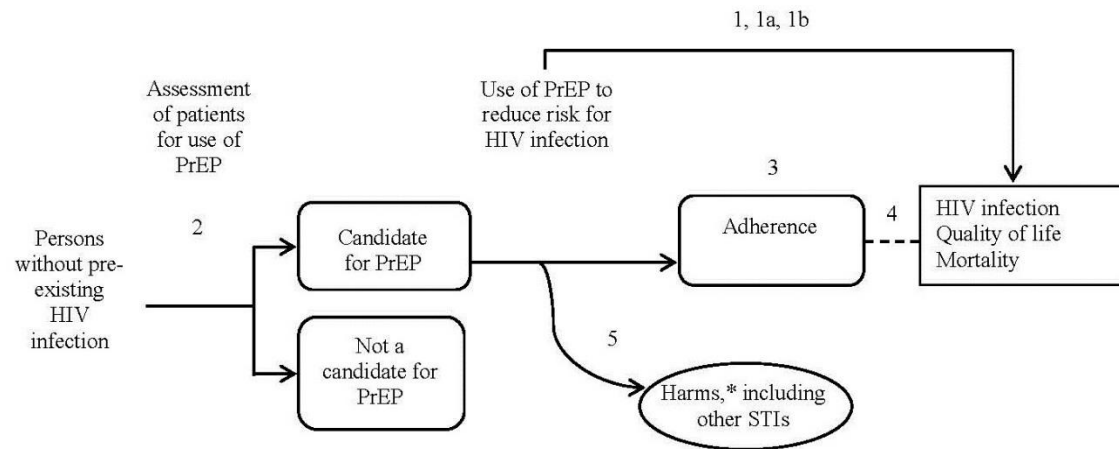 1, 1a, 1b
Assessment
of patients
for use of
PrEP
Use of PrEP to
reduce risk for
HIV infection
Persons
without pre-
existing
HIV
infection
2
Candidate
for PrEP
Not a
candidate for
PrEP
3
Adherence
4
HIV infection
Quality of life
Mortality
5
Harms,* including
other STIs